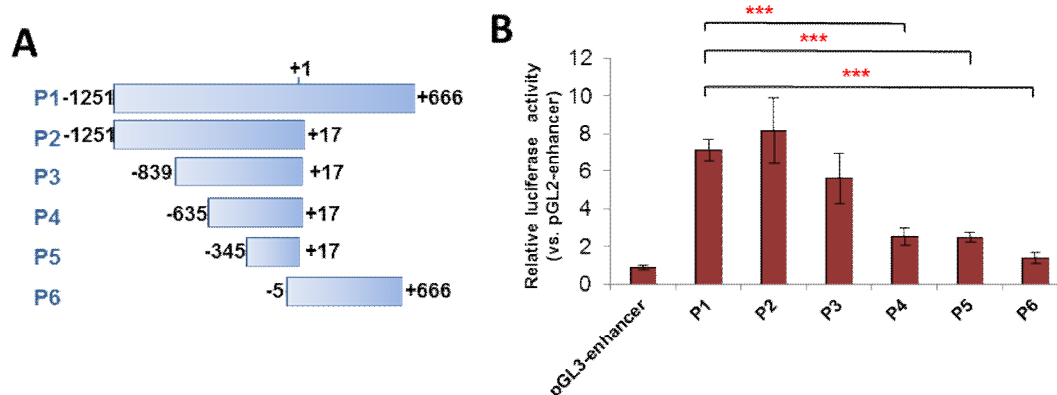 A
+1
P1 -1251 +666
P2 -1251 +17
P3 -839 +17
P4 -635 +17
P5 -345 +17
P6 -5 +666
B
***
***
***
Relative luciferase activity
(vs. pGL2-enhancer)
12
10
8
6
4
2
0
pGL3-enhancer
P1
P2
P3
P4
P5
P6